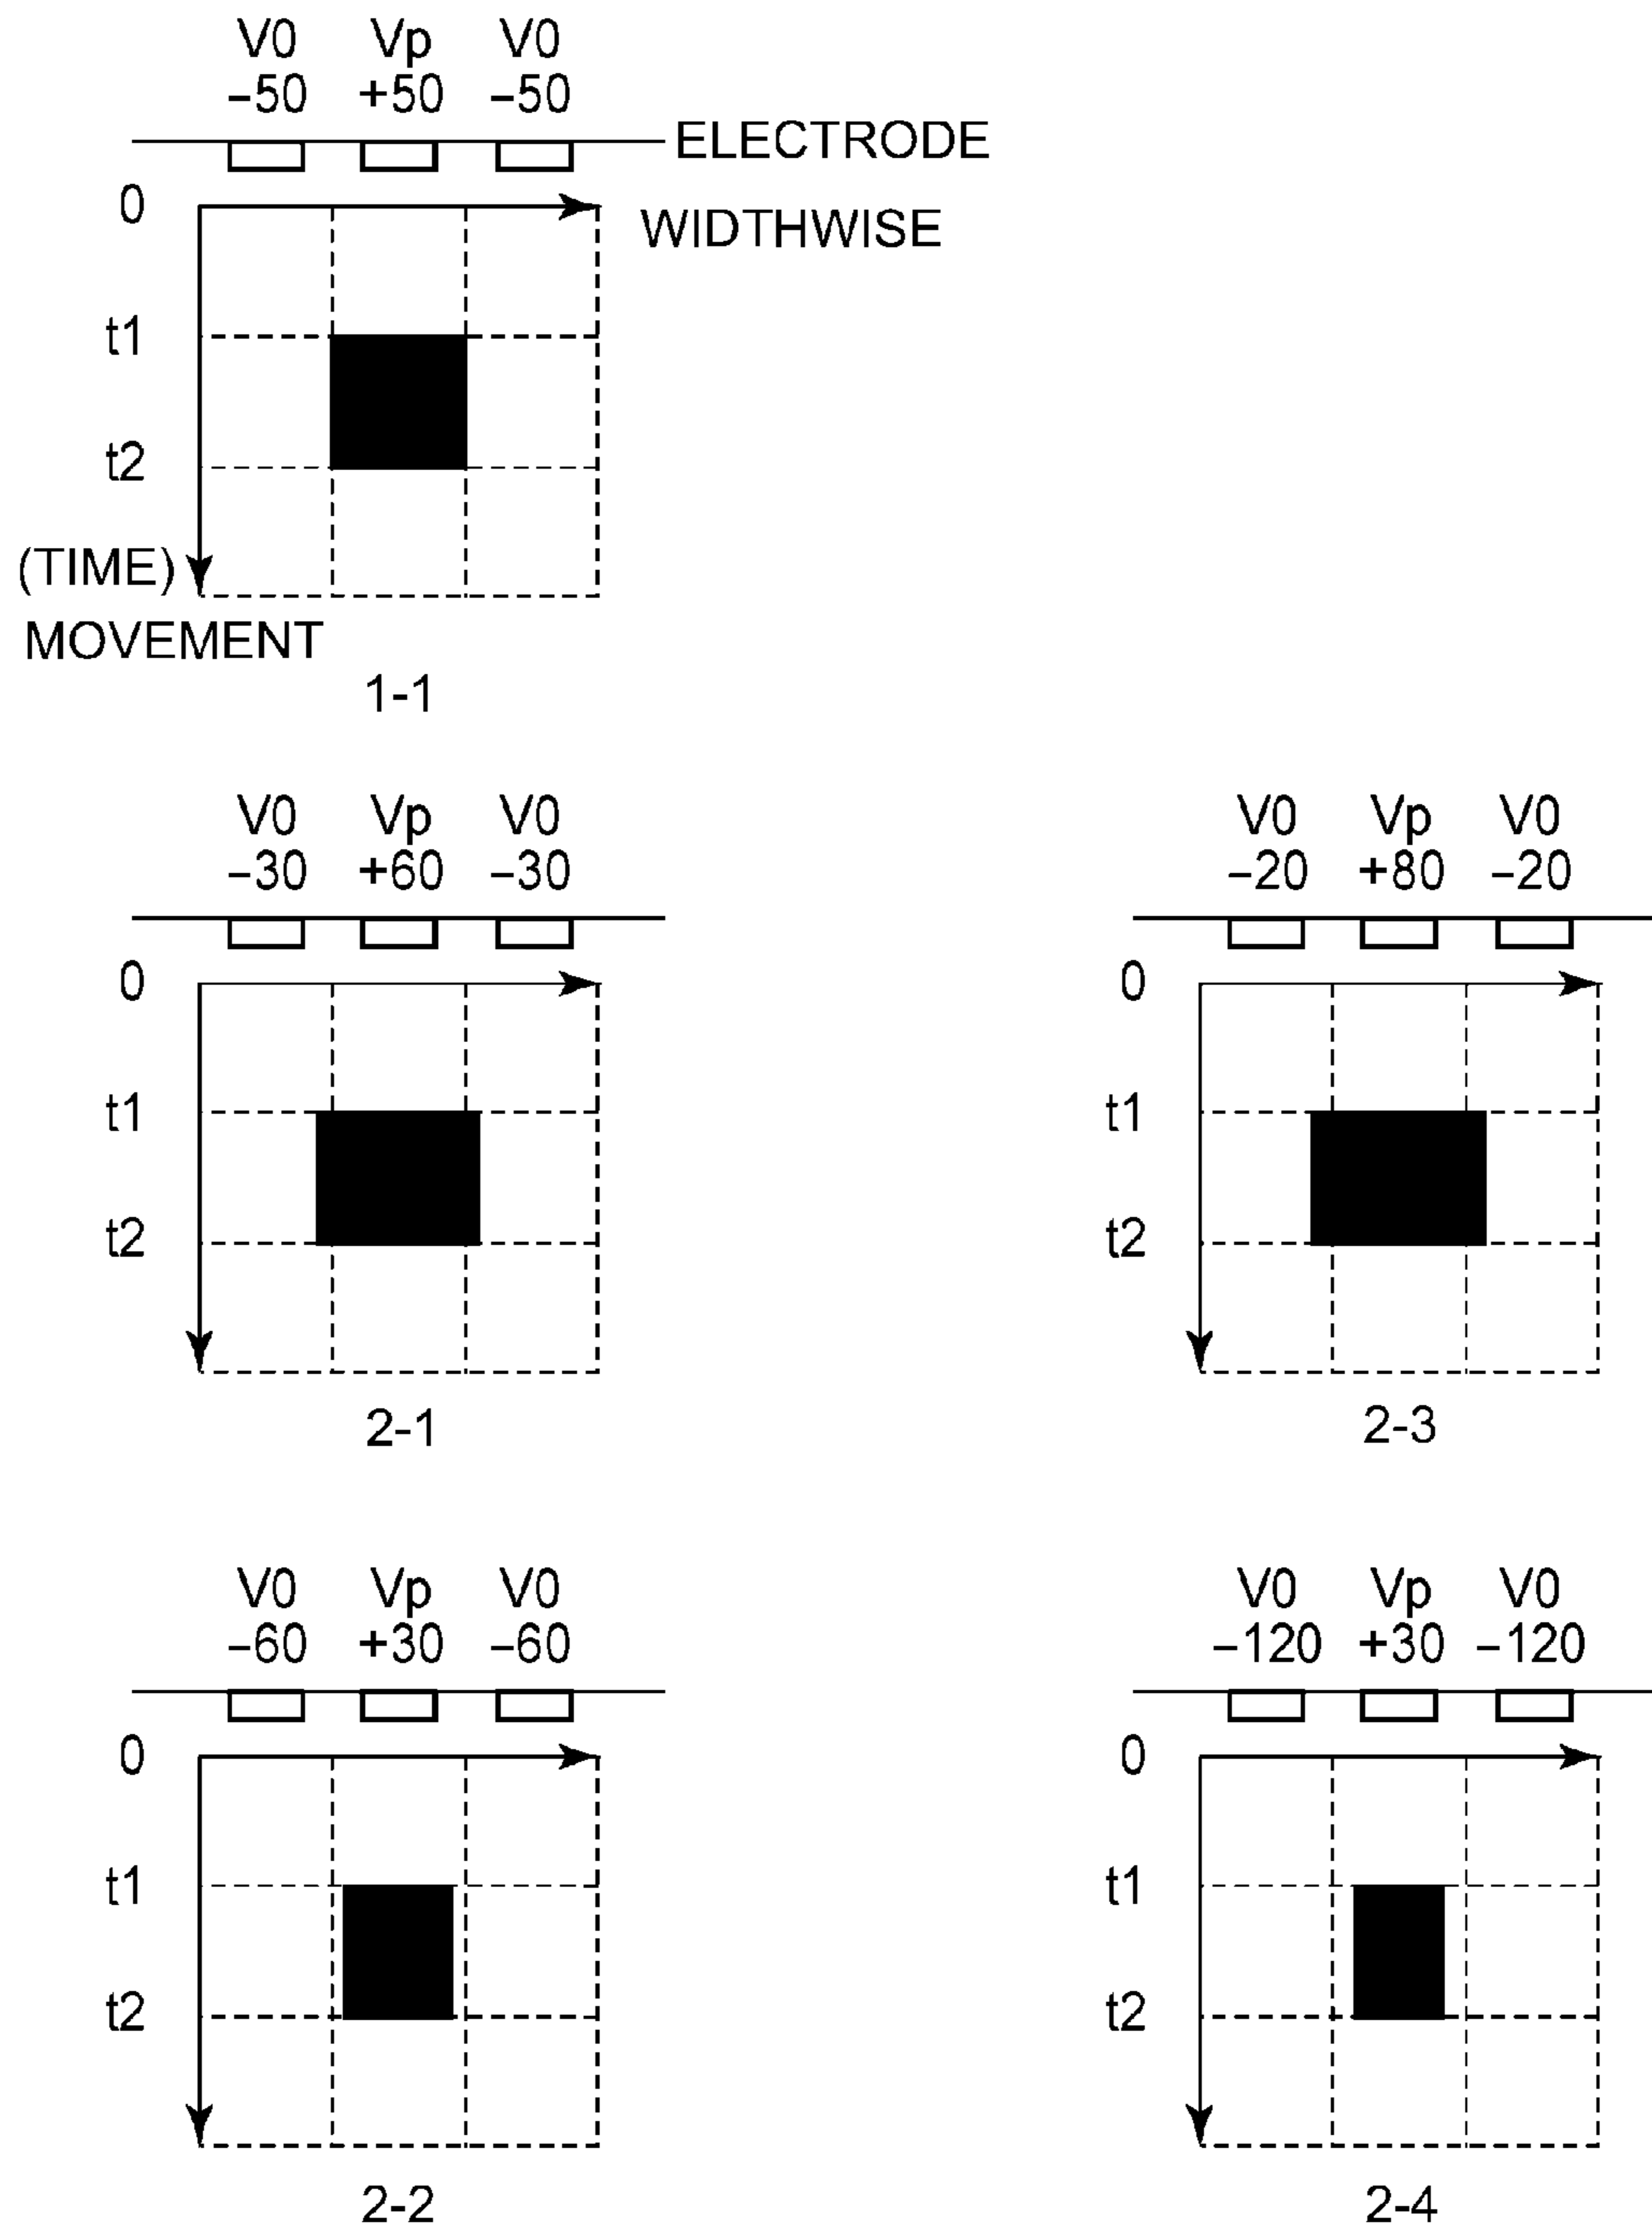 V0 Vp V0
−50 +50 −50
ELECTRODE
0
WIDTHWISE
t1
t2
(TIME)
MOVEMENT
1-1
V0 Vp V0
−30 +60 −30
0
t1
t2
2-1
V0 Vp V0
−20 +80 −20
0
t1
t2
2-3
V0 Vp V0
−60 +30 −60
0
t1
t2
2-2
V0 Vp V0
−120 +30 −120
0
t1
t2
2-4